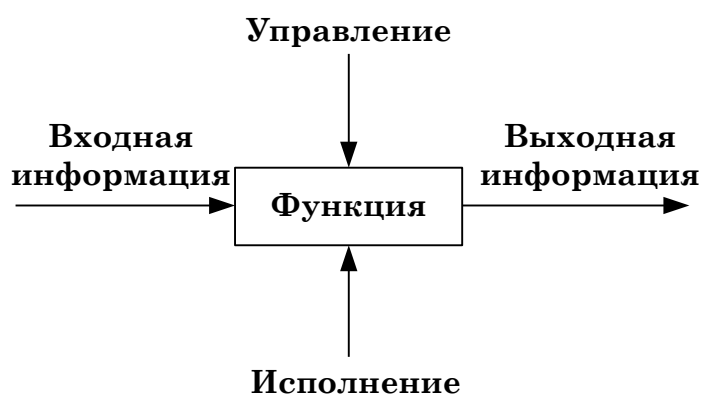 Управление
Входная
информация
Функция
Выходная
информация
Исполнение